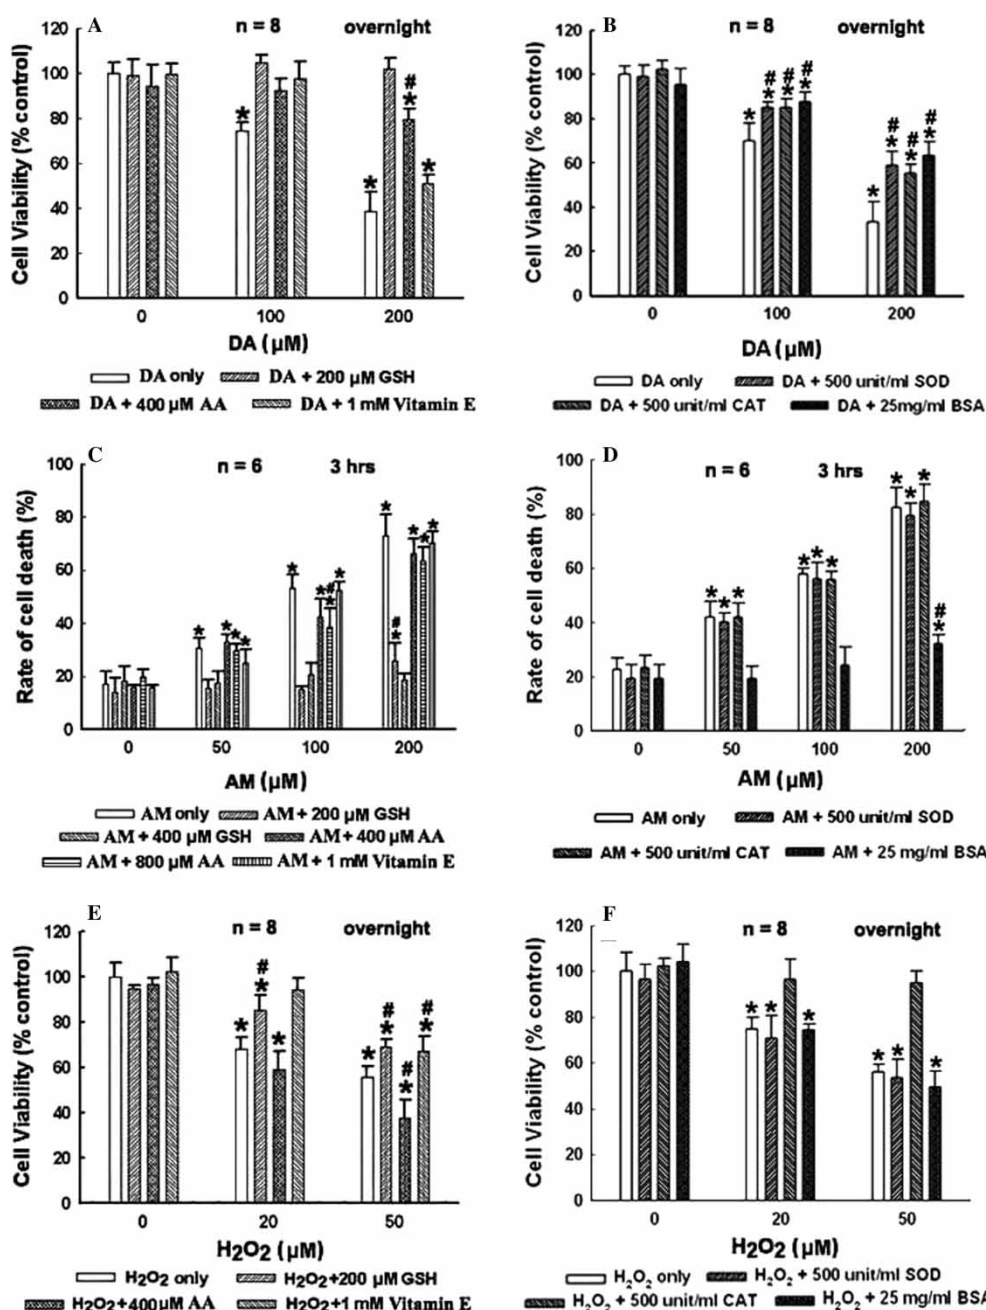 A
n = 8 overnight
Cell Viability (% control)
120
100
80
60
40
20
0
* * # * *
0 100 200
DA (µM)
DA only DA + 200 µM GSH
DA + 400 µM AA DA + 1 mM Vitamin E
B
n = 8 overnight
Cell Viability (% control)
120
100
80
60
40
20
0
* # * # * # * * # * # * # *
0 100 200
DA (µM)
DA only DA + 500 unit/ml SOD
DA + 500 unit/ml CAT DA + 25mg/ml BSA
C
n = 6 3 hrs
Rate of cell death (%)
100
80
60
40
20
0
* * * * * * # * * * # * * * *
0 50 100 200
AM (µM)
AM only AM + 200 µM GSH
AM + 400 µM GSH AM + 400 µM AA
AM + 800 µM AA AM + 1 mM Vitamin E
D
n = 6 3 hrs
Rate of cell death (%)
100
80
60
40
20
0
* * * * * * * * * # *
0 50 100 200
AM (µM)
AM only AM + 500 unit/ml SOD
AM + 500 unit/ml CAT AM + 25 mg/ml BSA
E
n = 8 overnight
Cell Viability (% control)
120
100
80
60
40
20
0
* # * * * # * # * # *
0 20 50
H₂O₂ (µM)
H₂O₂ only H₂O₂+200 µM GSH
H₂O₂+400µM AA H₂O₂+1 mM Vitamin E
F
n = 8 overnight
Cell Viability (% control)
120
100
80
60
40
20
0
* * * * * *
0 20 50
H₂O₂ (µM)
H₂O₂ only H₂O₂ + 500 unit/ml SOD
H₂O₂ + 500 unit/ml CAT H₂O₂ + 25 mg/ml BSA